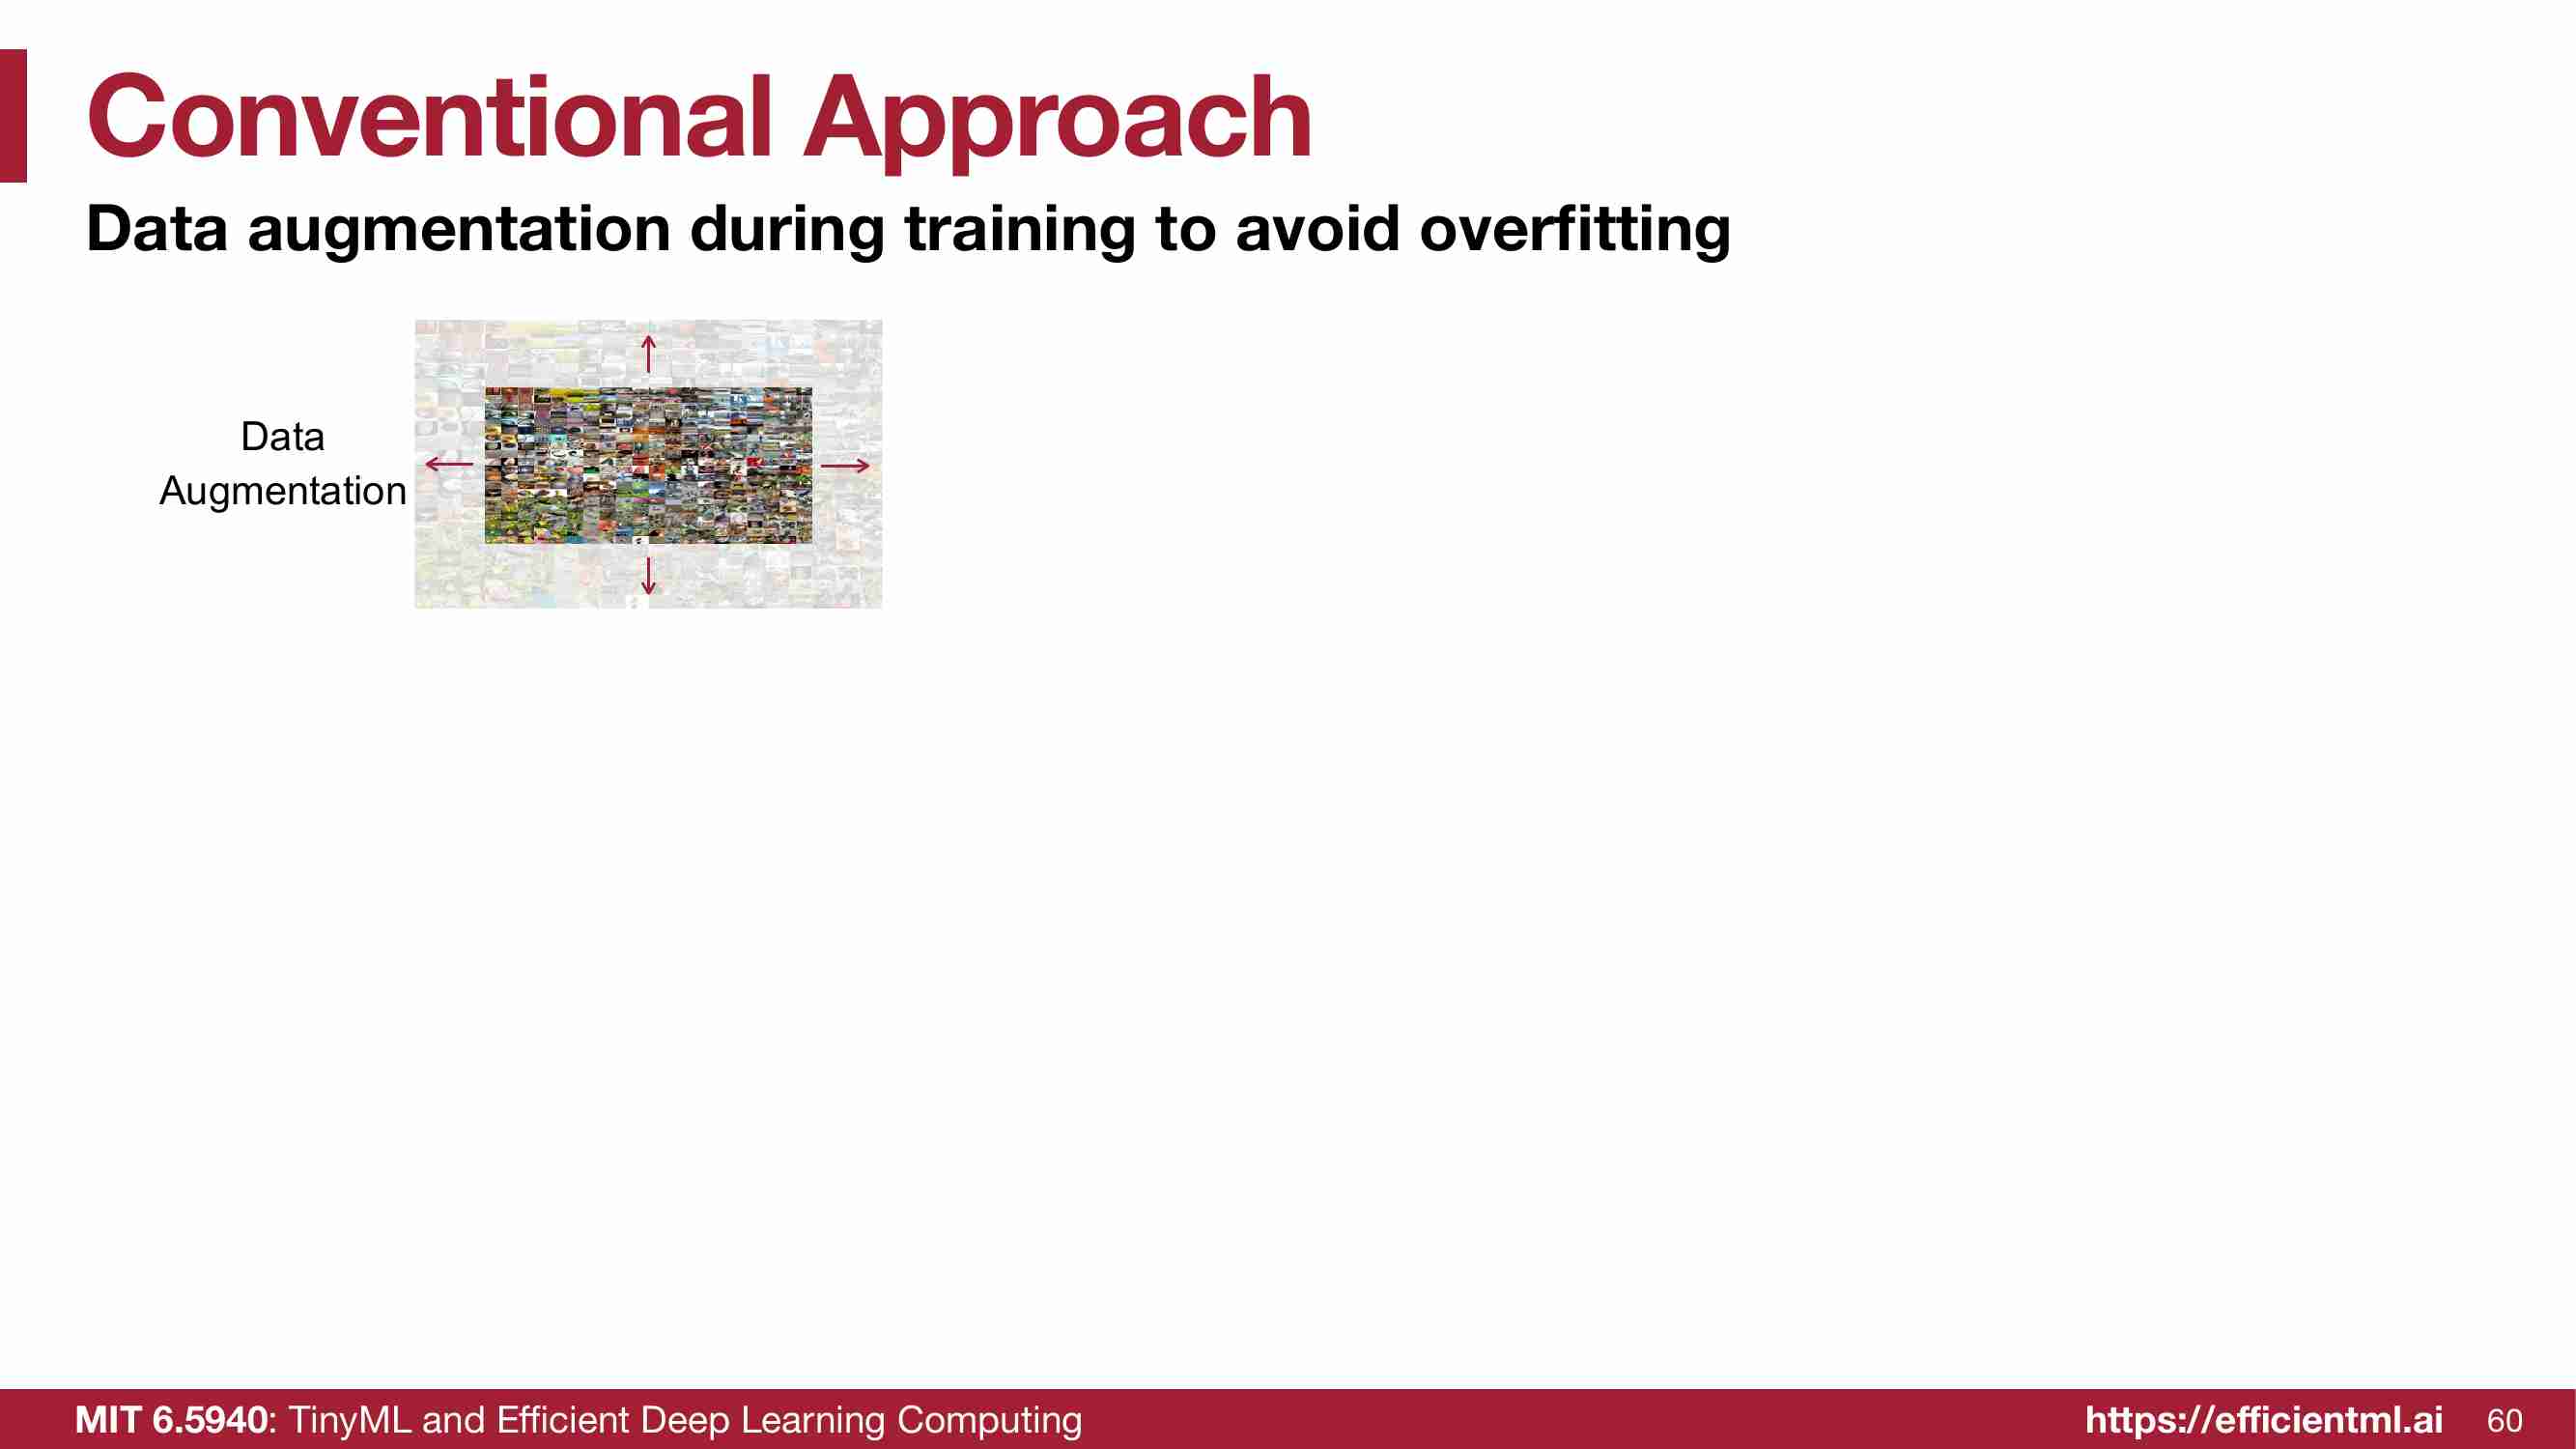 Conventional Approach
Data augmentation during training to avoid overfitting
Data
Augmentation
MIT 6.5940: TinyML and Efficient Deep Learning Computing
https://efficientml.ai
60